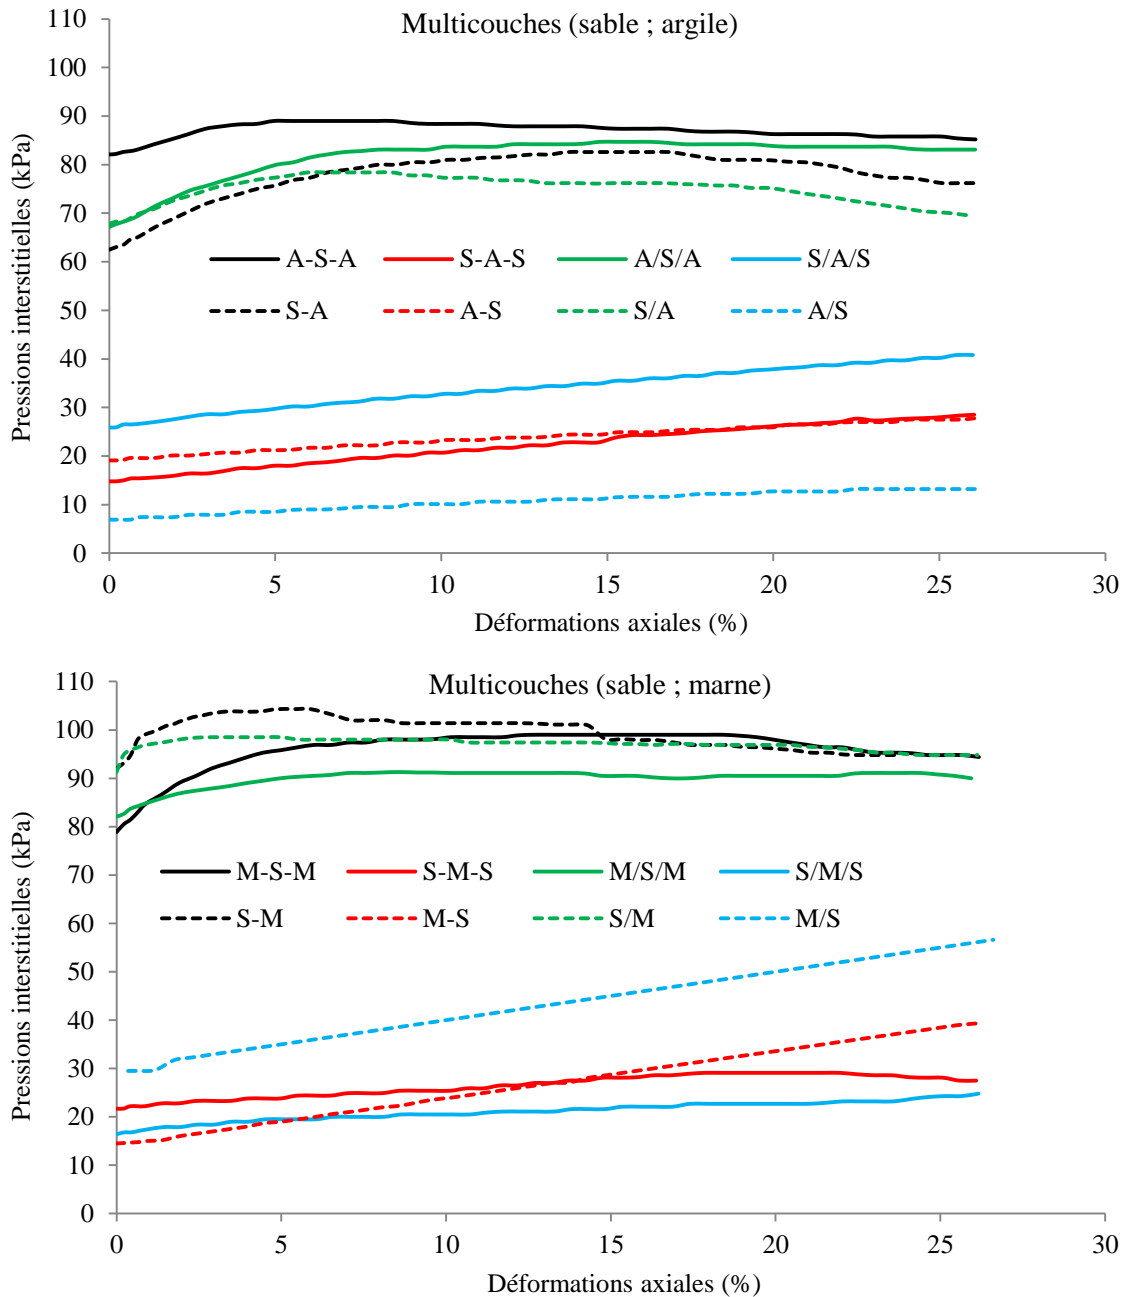 Multicouches (sable ; argile)
Pressions interstitielles (kPa)
110
100
90
80
70
60
50
40
30
20
10
0
A-S-A S-A-S A/S/A S/A/S
S-A A-S S/A A/S
0 5 10 15 20 25 30
Déformations axiales (%)
Multicouches (sable ; marne)
Pressions interstitielles (kPa)
110
100
90
80
70
60
50
40
30
20
10
0
M-S-M S-M-S M/S/M S/M/S
S-M M-S S/M M/S
0 5 10 15 20 25 30
Déformations axiales (%)